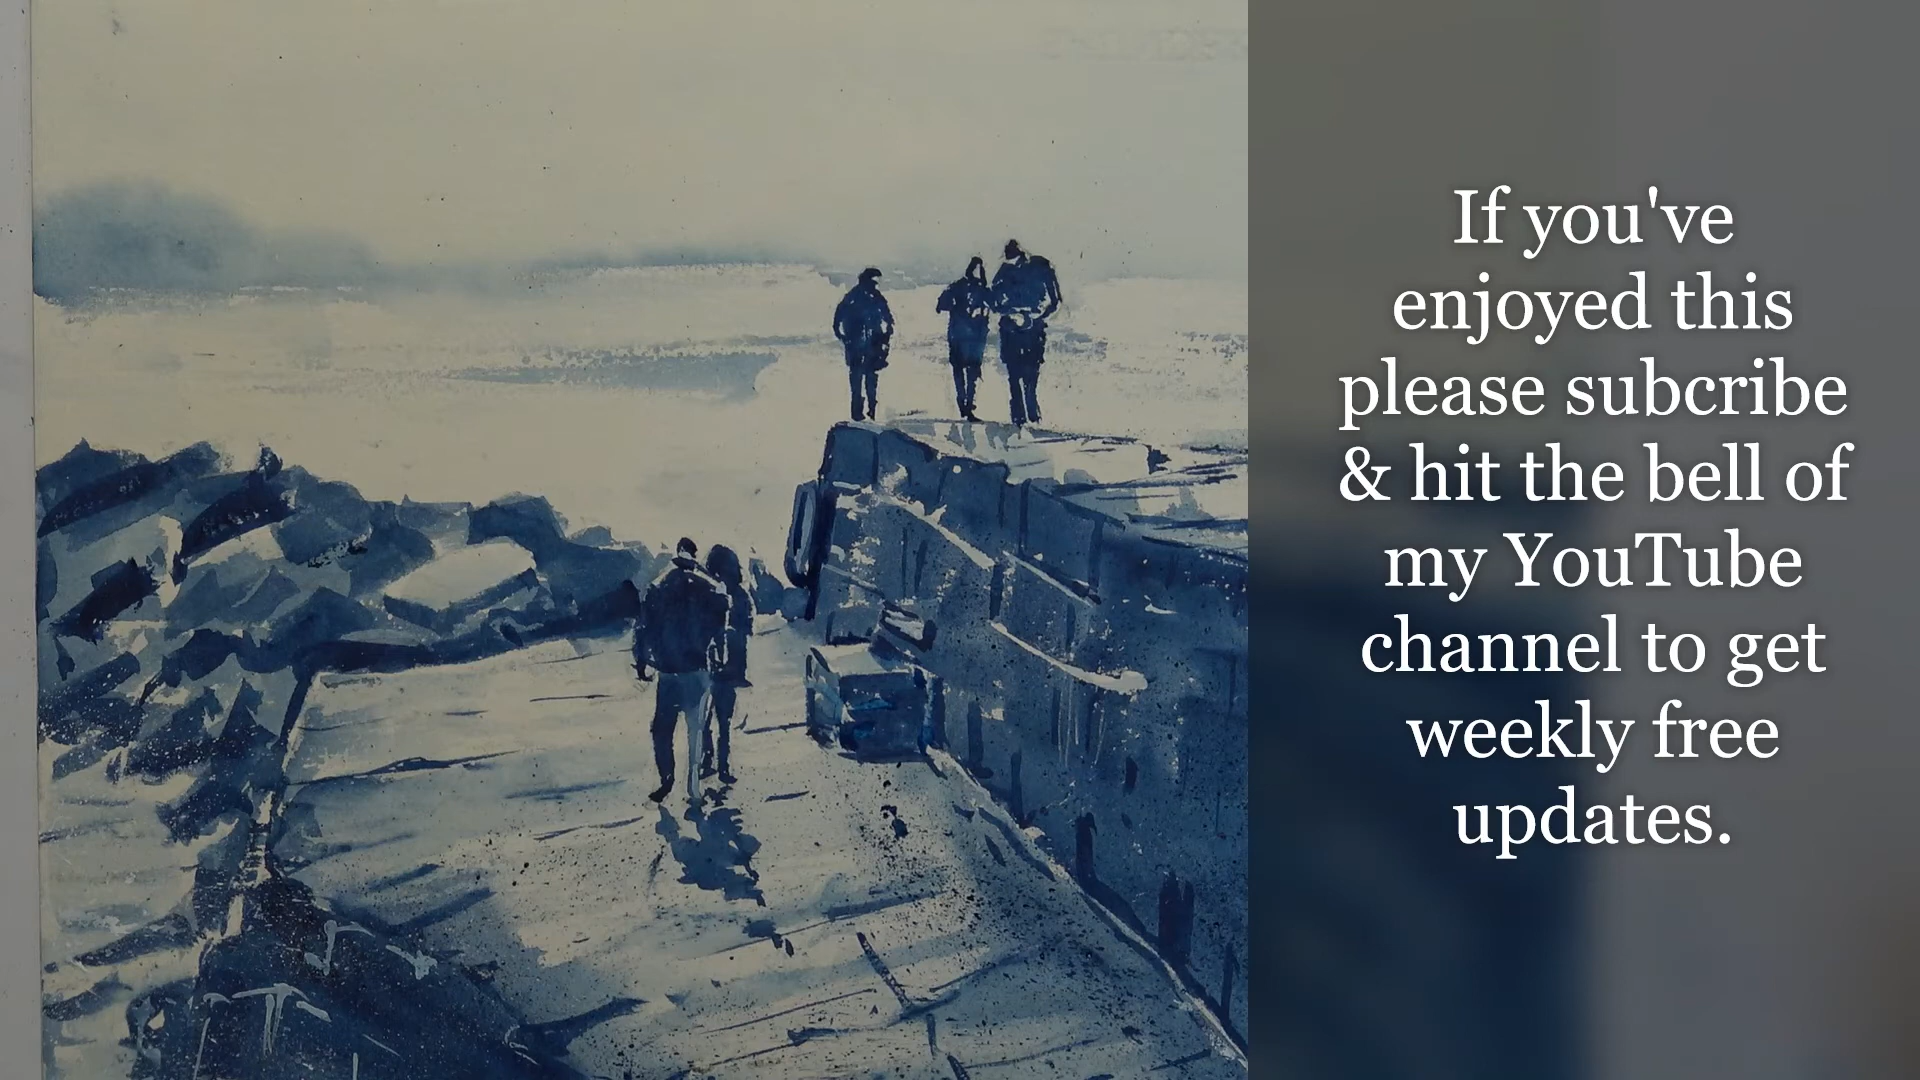 If you've
enjoyed this
please subcribe
& hit the bell of
my YouTube
channel to get
weekly free
updates.